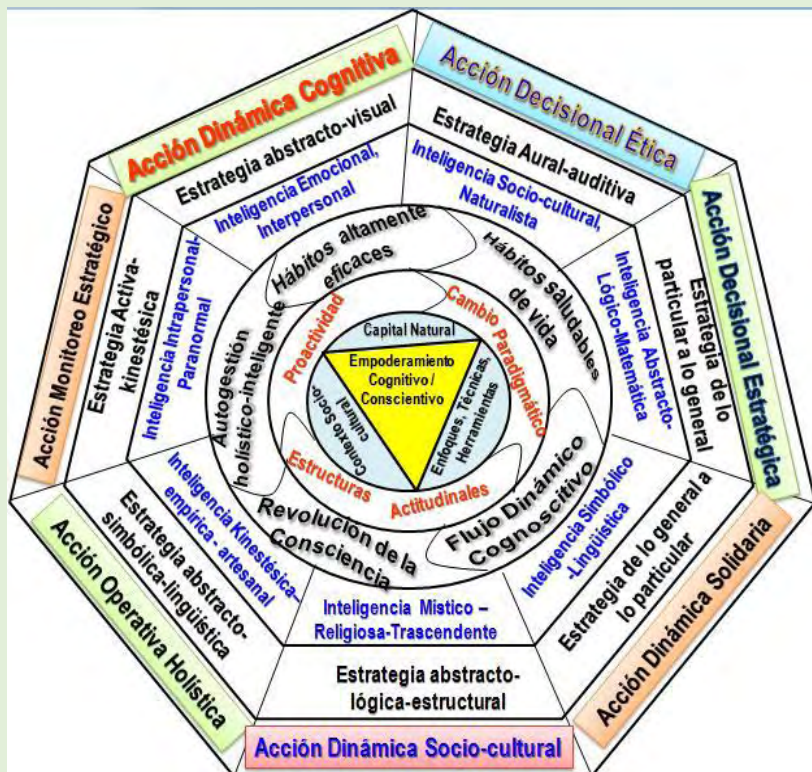 Acción Dinámica Cognitiva
Estrategia abstracto-visual
Inteligencia Emocional,
Interpersonal
Acción Decisional Ética
Estrategia Aural-auditiva
Inteligencia Socio-cultural,
Naturalista
Acción Decisional Estratégica
Estrategia de lo
particular a lo general
Inteligencia Abstracto-
Lógico-Matemática
Acción Dinámica Solidaria
Estrategia de lo general a
lo particular
Inteligencia Simbólico
-Lingüística
Acción Dinámica Socio-cultural
Estrategia abstracto-
lógica-estructural
Inteligencia Místico –
Religiosa-Trascendente
Acción Operativa Holística
Estrategia abstracto-
simbólica-lingüística
Inteligencia Kinestésica–
empírica - artesanal
Acción Monitoreo Estratégico
Estrategia Activa-
kinestésica
Inteligencia Intrapersonal-
Paranormal
Hábitos altamente
eficaces
Hábitos saludables
de vida
Flujo Dinámico
Cognoscitivo
Revolución de la
Consciencia
Autogestión
holístico-inteligente
Proactividad
Cambio Paradigmático
Estructuras
Actitudinales
Capital Natural
Enfoques, Técnicas,
Herramientas
Contexto Socio-
cultural
Empoderamiento
Cognitivo /
Conscientivo